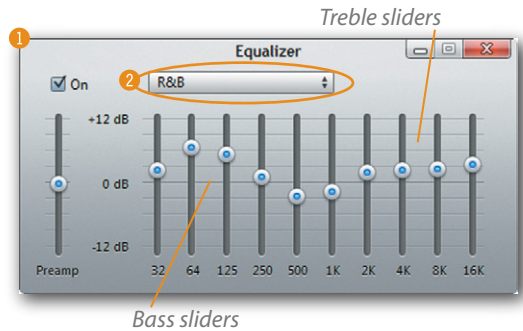 Treble sliders
1
Equalizer
On
2
R&B
+12 dB
0 dB
-12 dB
Preamp 32 64 125 250 500 1K 2K 4K 8K 16K
Bass sliders